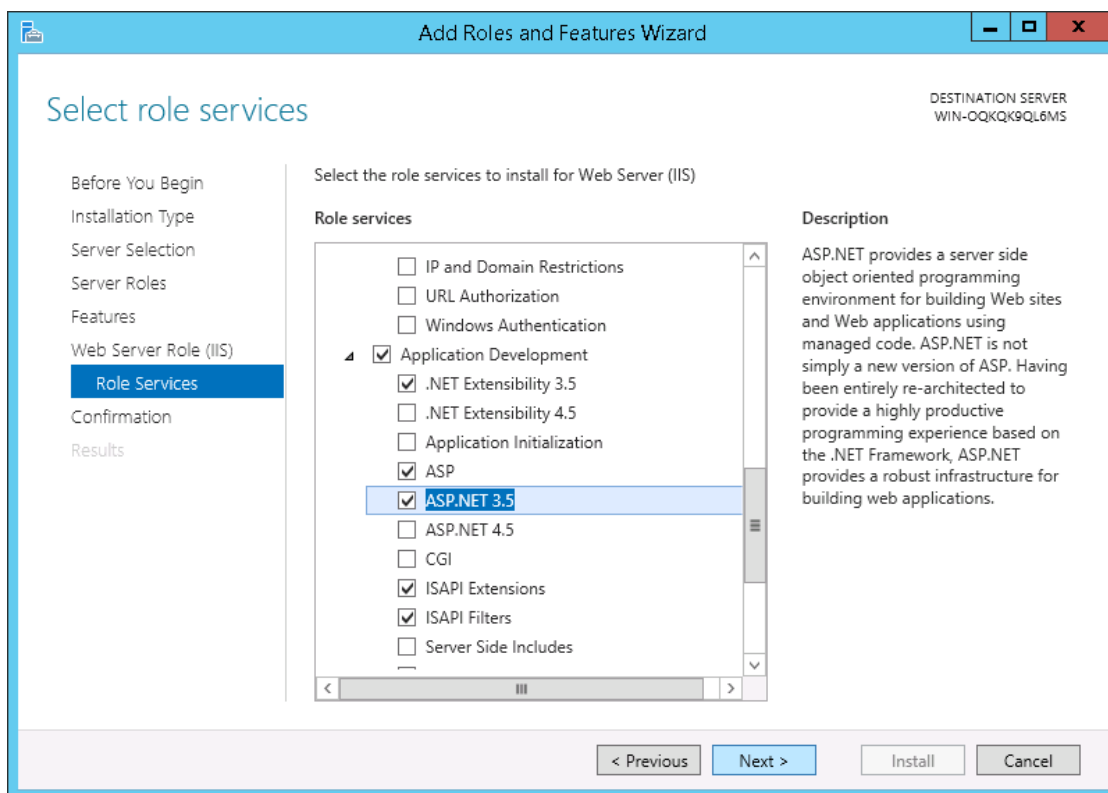 Add Roles and Features Wizard
Select role services
DESTINATION SERVER
WIN-OQKQK9QL6MS
Before You Begin
Installation Type
Server Selection
Server Roles
Features
Web Server Role (IIS)
Role Services
Confirmation
Results
Select the role services to install for Web Server (IIS)
Role services
IP and Domain Restrictions
URL Authorization
Windows Authentication
Application Development
.NET Extensibility 3.5
.NET Extensibility 4.5
Application Initialization
ASP
ASP.NET 3.5
ASP.NET 4.5
CGI
ISAPI Extensions
ISAPI Filters
Server Side Includes
Description
ASP.NET provides a server side
object oriented programming
environment for building Web sites
and Web applications using
managed code. ASP.NET is not
simply a new version of ASP. Having
been entirely re-architected to
provide a highly productive
programming experience based on
the .NET Framework, ASP.NET
provides a robust infrastructure for
building web applications.
< Previous
Next >
Install
Cancel